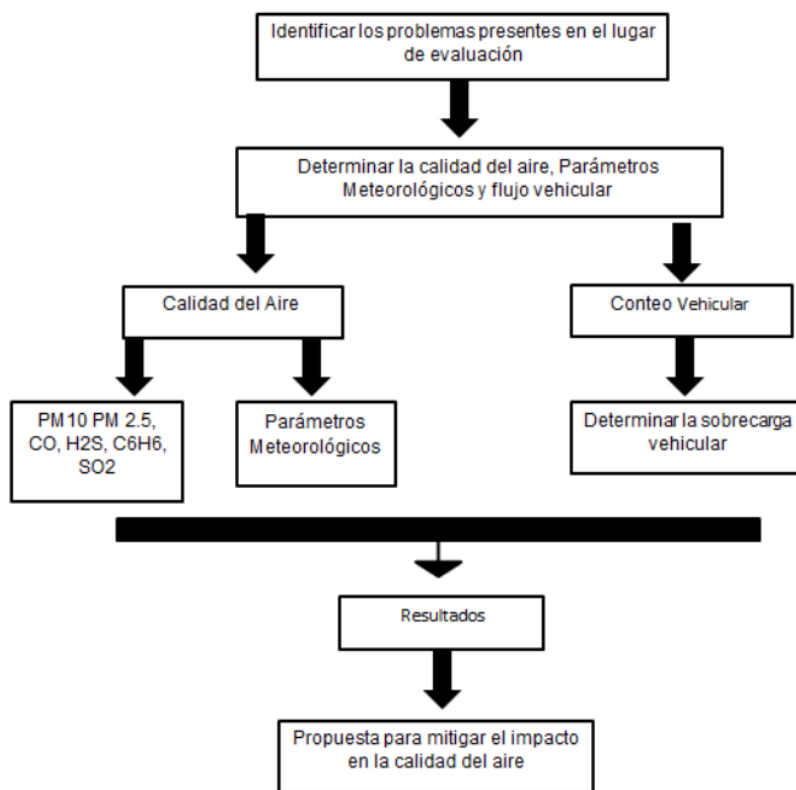 Identificar los problemas presentes en el lugar
de evaluación
Determinar la calidad del aire, Parámetros
Meteorológicos y flujo vehicular
Calidad del Aire
Conteo Vehicular
PM10 PM 2.5,
CO, H2S, C6H6,
SO2
Parámetros
Meteorológicos
Determinar la sobrecarga
vehicular
Resultados
Propuesta para mitigar el impacto
en la calidad del aire